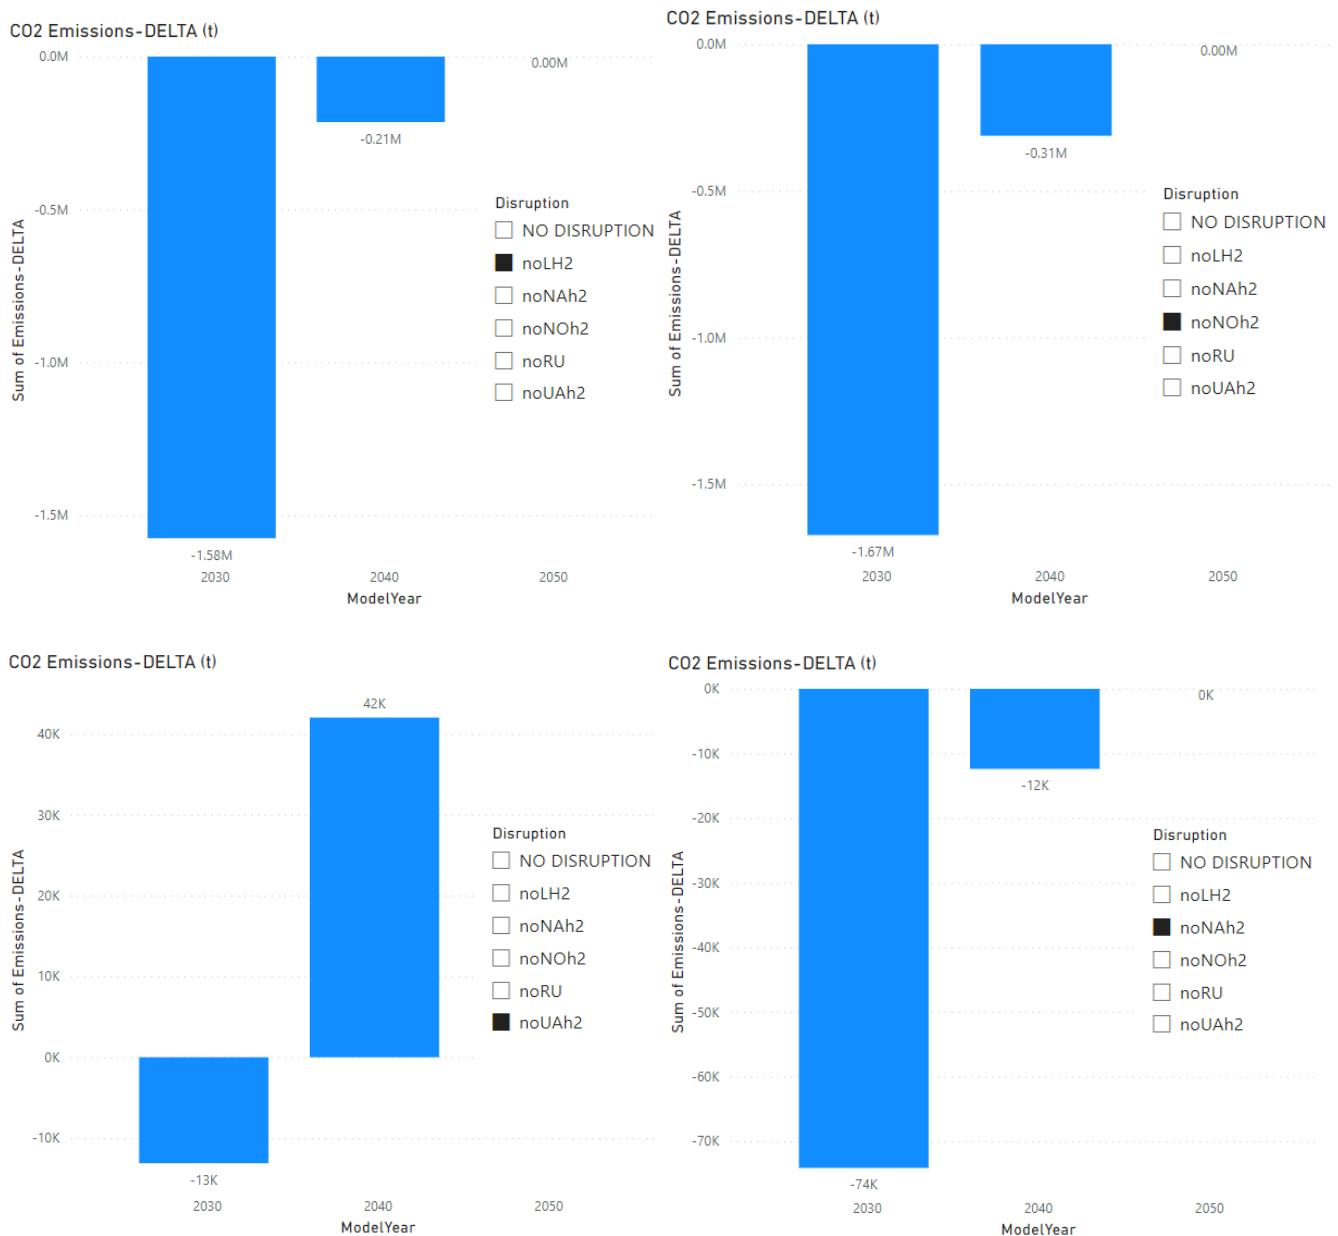 CO2 Emissions-DELTA (t)
0.0M
-0.5M
-1.0M
-1.5M
Sum of Emissions-DELTA
-1.58M
-0.21M
0.00M
2030
2040
2050
ModelYear
Disruption
NO DISRUPTION
noLH2
noNAh2
noNOh2
noRU
noUAh2
CO2 Emissions-DELTA (t)
0.0M
-0.5M
-1.0M
-1.5M
Sum of Emissions-DELTA
-1.67M
-0.31M
0.00M
2030
2040
2050
ModelYear
Disruption
NO DISRUPTION
noLH2
noNAh2
noNOh2
noRU
noUAh2
CO2 Emissions-DELTA (t)
40K
30K
20K
10K
0K
-10K
Sum of Emissions-DELTA
-13K
42K
2030
2040
2050
ModelYear
Disruption
NO DISRUPTION
noLH2
noNAh2
noNOh2
noRU
noUAh2
CO2 Emissions-DELTA (t)
0K
-10K
-20K
-30K
-40K
-50K
-60K
-70K
Sum of Emissions-DELTA
-74K
-12K
0K
2030
2040
2050
ModelYear
Disruption
NO DISRUPTION
noLH2
noNAh2
noNOh2
noRU
noUAh2